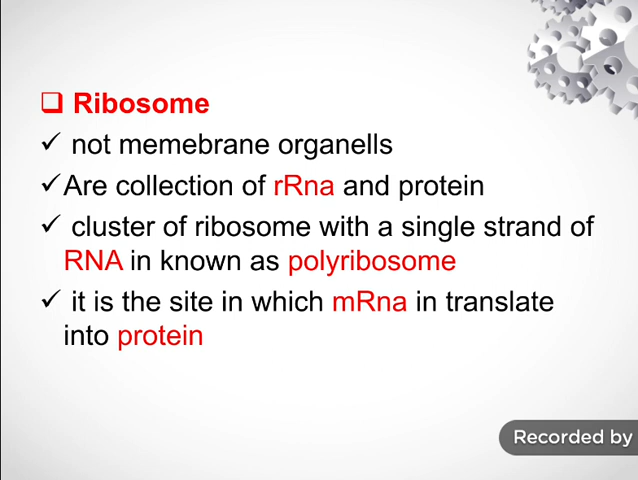 ❑ Ribosome
✓ not memebrane organells
✓Are collection of rRna and protein
✓ cluster of ribosome with a single strand of
RNA in known as polyribosome
✓ it is the site in which mRna in translate
into protein
Recorded by